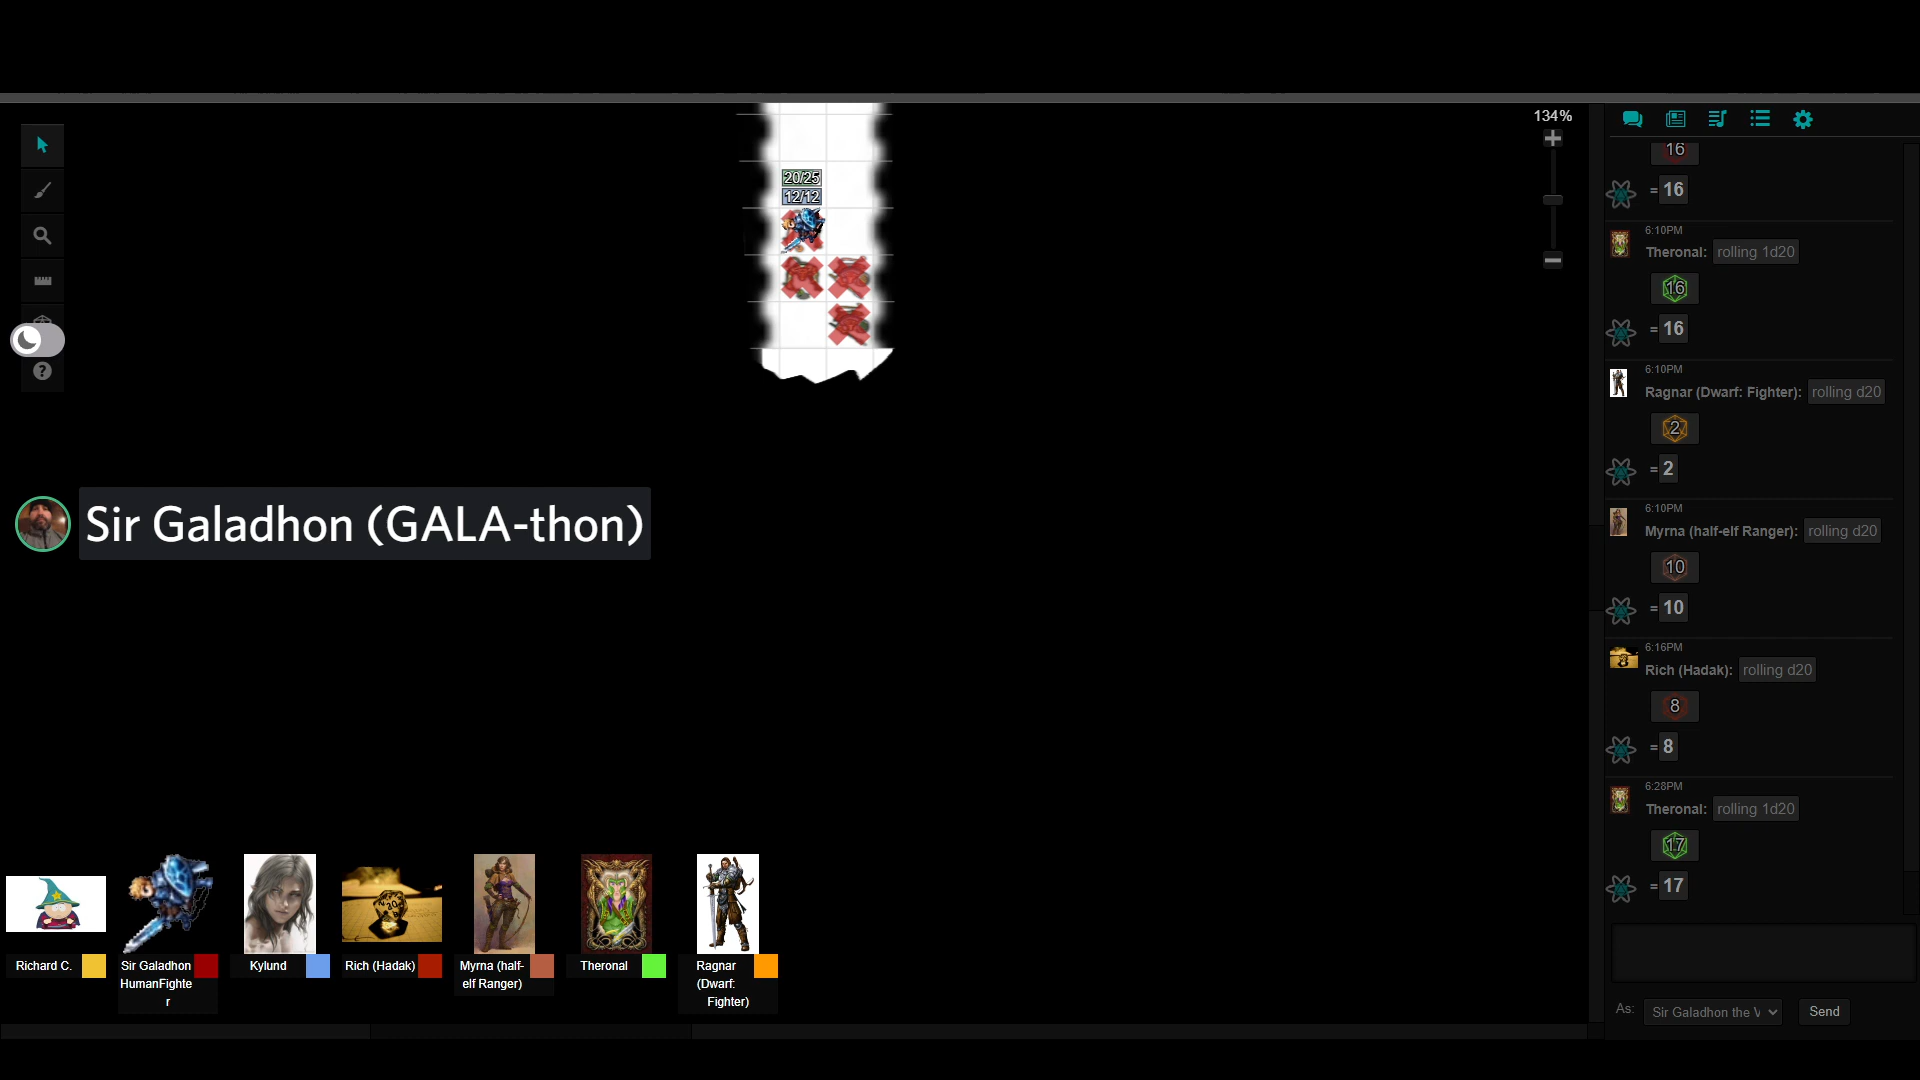 134%
20/25
12/12
Sir Galadhon (GALA-thon)
16
= 16
6:10PM
Theronal: rolling 1d20
16
= 16
6:10PM
Ragnar (Dwarf: Fighter): rolling d20
2
= 2
6:10PM
Myrna (half-elf Ranger): rolling d20
10
= 10
6:16PM
Rich (Hadak): rolling d20
8
= 8
6:28PM
Theronal: rolling 1d20
17
= 17
As: Sir Galadhon the V
Send
Richard C.
Sir Galadhon
HumanFighte
r
Kylund
Rich (Hadak)
Myrna (half-
elf Ranger)
Theronal
Ragnar
(Dwarf:
Fighter)